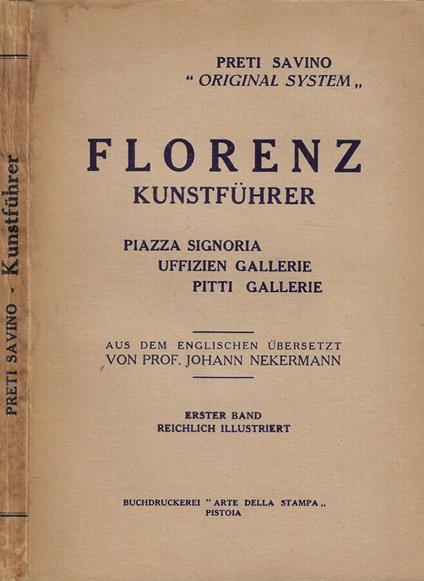 PRETI SAVINO - Kunstführer
PRETI SAVINO
" ORIGINAL SYSTEM „
FLORENZ
KUNSTFÜHRER
PIAZZA SIGNORIA
UFFIZIEN GALLERIE
PITTI GALLERIE
AUS DEM ENGLISCHEN ÜBERSETZT
VON PROF. JOHANN NEKERMANN
ERSTER BAND
REICHLICH ILLUSTRIERT
BUCHDRUCKEREI " ARTE DELLA STAMPA „
PISTOIA